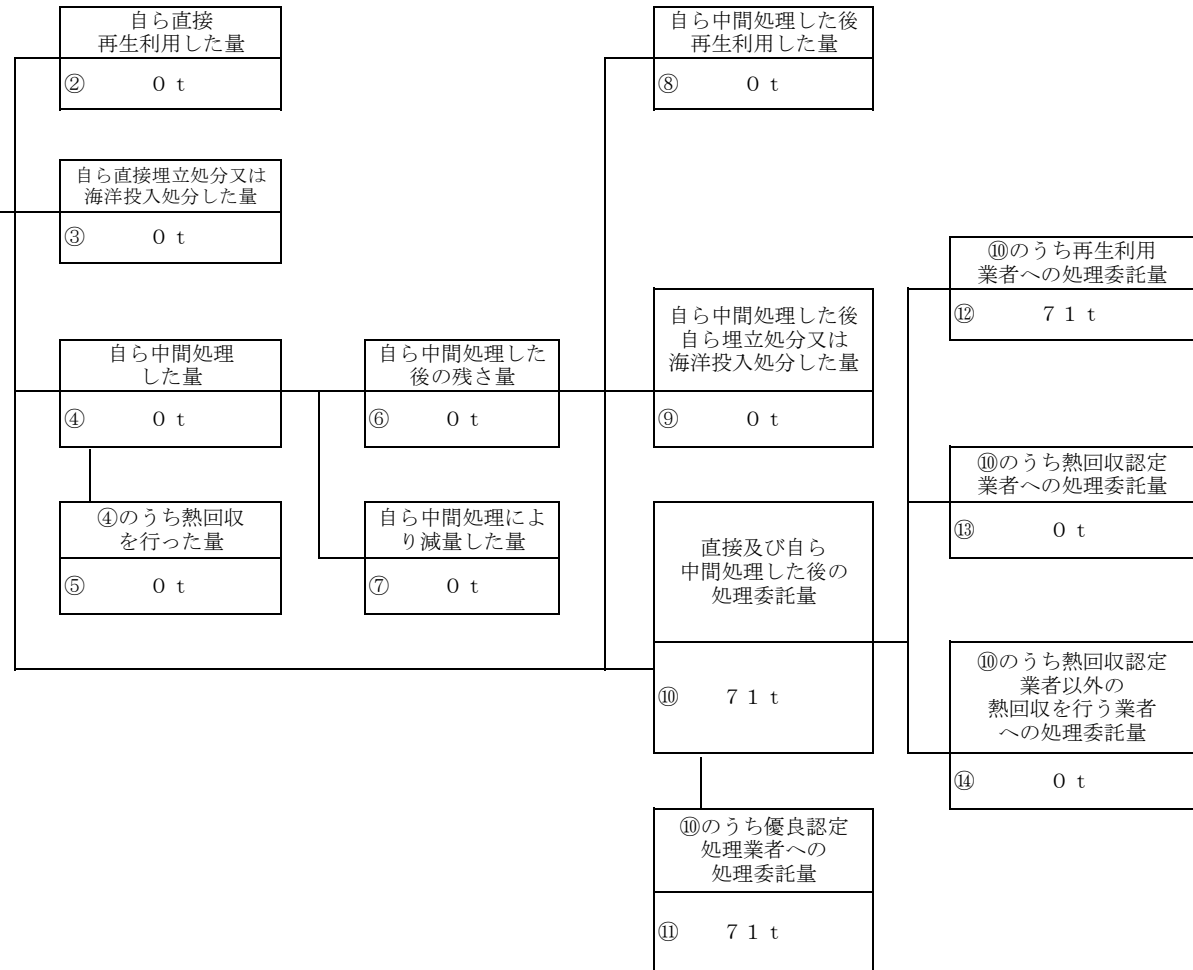 自ら直接
再生利用した量
② 0 t
自ら中間処理した後
再生利用した量
⑧ 0 t
自ら直接埋立処分又は
海洋投入処分した量
③ 0 t
⑩のうち再生利用
業者への処理委託量
⑫ 7 1 t
自ら中間処理
した量
④ 0 t
自ら中間処理した
後の残さ量
⑥ 0 t
自ら中間処理した後
自ら埋立処分又は
海洋投入処分した量
⑨ 0 t
⑩のうち熱回収認定
業者への処理委託量
⑬ 0 t
④のうち熱回収
を行った量
⑤ 0 t
自ら中間処理によ
り減量した量
⑦ 0 t
直接及び自ら
中間処理した後の
処理委託量
⑩ 7 1 t
⑩のうち熱回収認定
業者以外の
熱回収を行う業者
への処理委託量
⑭ 0 t
⑩のうち優良認定
処理業者への
処理委託量
⑪ 7 1 t